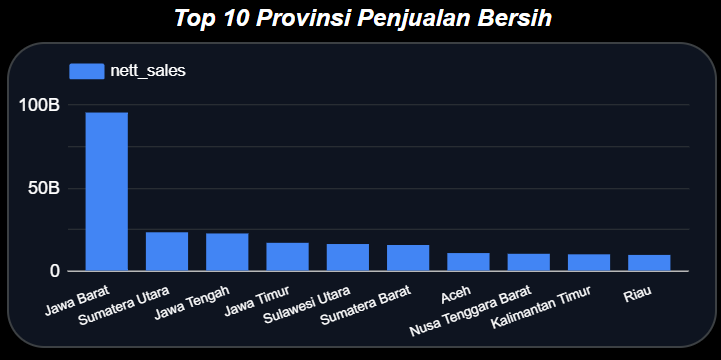 Top 10 Provinsi Penjualan Bersih
nett_sales
100B
50B
0
Jawa Barat
Sumatera Utara
Jawa Tengah
Jawa Timur
Sulawesi Utara
Sumatera Barat
Aceh
Nusa Tenggara Barat
Kalimantan Timur
Riau